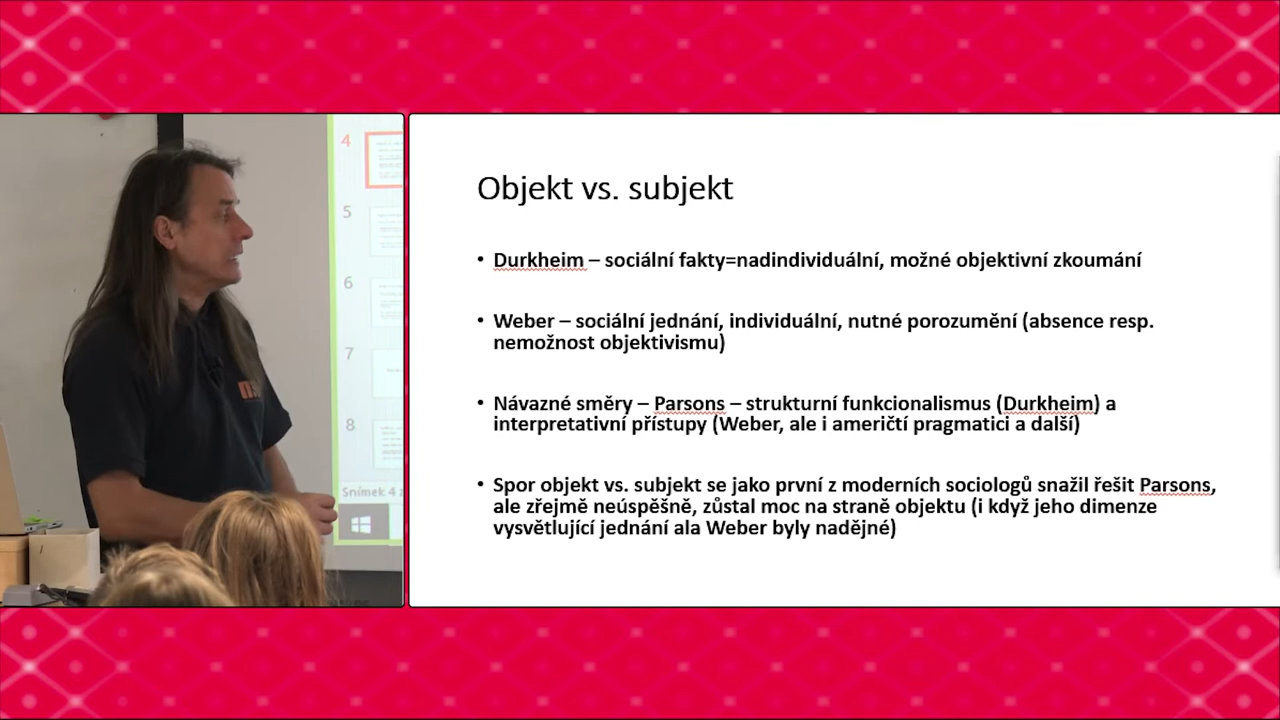 4
5
6
7
8
Snímek 4 z
Objekt vs. subjekt
• Durkheim – sociální fakty=nadindividuální, možné objektivní zkoumání
• Weber – sociální jednání, individuální, nutné porozumění (absence resp.
nemožnost objektivismu)
• Návazné směry – Parsons – strukturní funkcionalismus (Durkheim) a
interpretativní přístupy (Weber, ale i američtí pragmatici a další)
• Spor objekt vs. subjekt se jako první z moderních sociologů snažil řešit Parsons,
ale zřejmě neúspěšně, zůstal moc na straně objektu (i když jeho dimenze
vysvětlující jednání ala Weber byly nadějné)